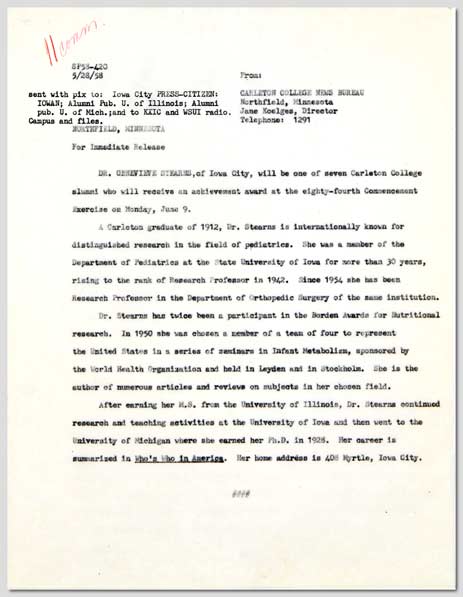 11 comm.
SP58-420
5/28/58
From:
sent with pix to: Iowa City PRESS-CITIZEN;
IOWAN; Alumni Pub. U. of Illinois; Alumni
pub. U. of Mich.;and to KXIC and WSUI radio.
Campus and files.
CARLETON COLLEGE NEWS BUREAU
Northfield, Minnesota
Jane Koelges, Director
Telephone: 1291
NORTHFIELD, MINNESOTA
For Immediate Release
DR. GENEVIEVE STEARNS,of Iowa City, will be one of seven Carleton College
alumni who will receive an achievement award at the eighty-fourth Commencement
Exercise on Monday, June 9.
A Carleton graduate of 1912, Dr. Stearns is internationally known for
distinguished research in the field of pediatrics. She was a member of the
Department of Pediatrics at the State University of Iowa for more than 30 years,
rising to the rank of Research Professor in 1942. Since 1954 she has been
Research Professor in the Department of Orthopedic Surgery of the same institution.
Dr. Stearns has twice been a participant in the Borden Awards for Nutritional
research. In 1950 she was chosen a member of a team of four to represent
the United States in a series of seminars in Infant Metabolizm, sponsored by
the World Health Organization and held in Leyden and in Stockholm. She is the
author of numerous articles and reviews on subjects in her chosen field.
After earning her M.S. from the University of Illinois, Dr. Stearns continued
research and teaching activities at the University of Iowa and then went to the
University of Michigan where she earned her Ph.D. in 1928. Her career is
summarized in Who's Who in America. Her home address is 408 Myrtle, Iowa City.
####